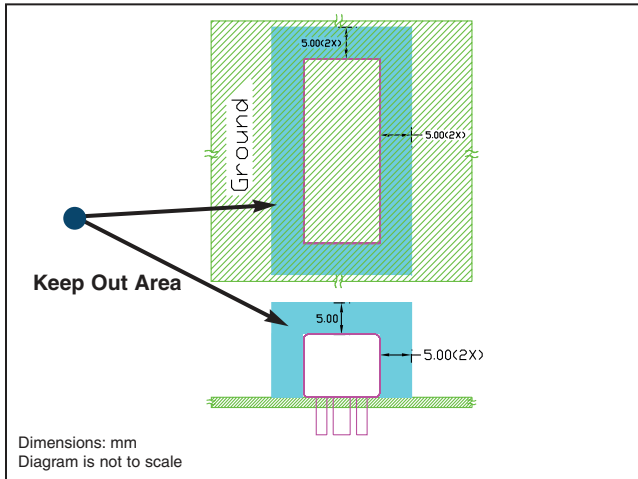 5.00(2X)
5.00(2X)
Ground
Keep Out Area
5.00
5.00(2X)
Dimensions: mm
Diagram is not to scale